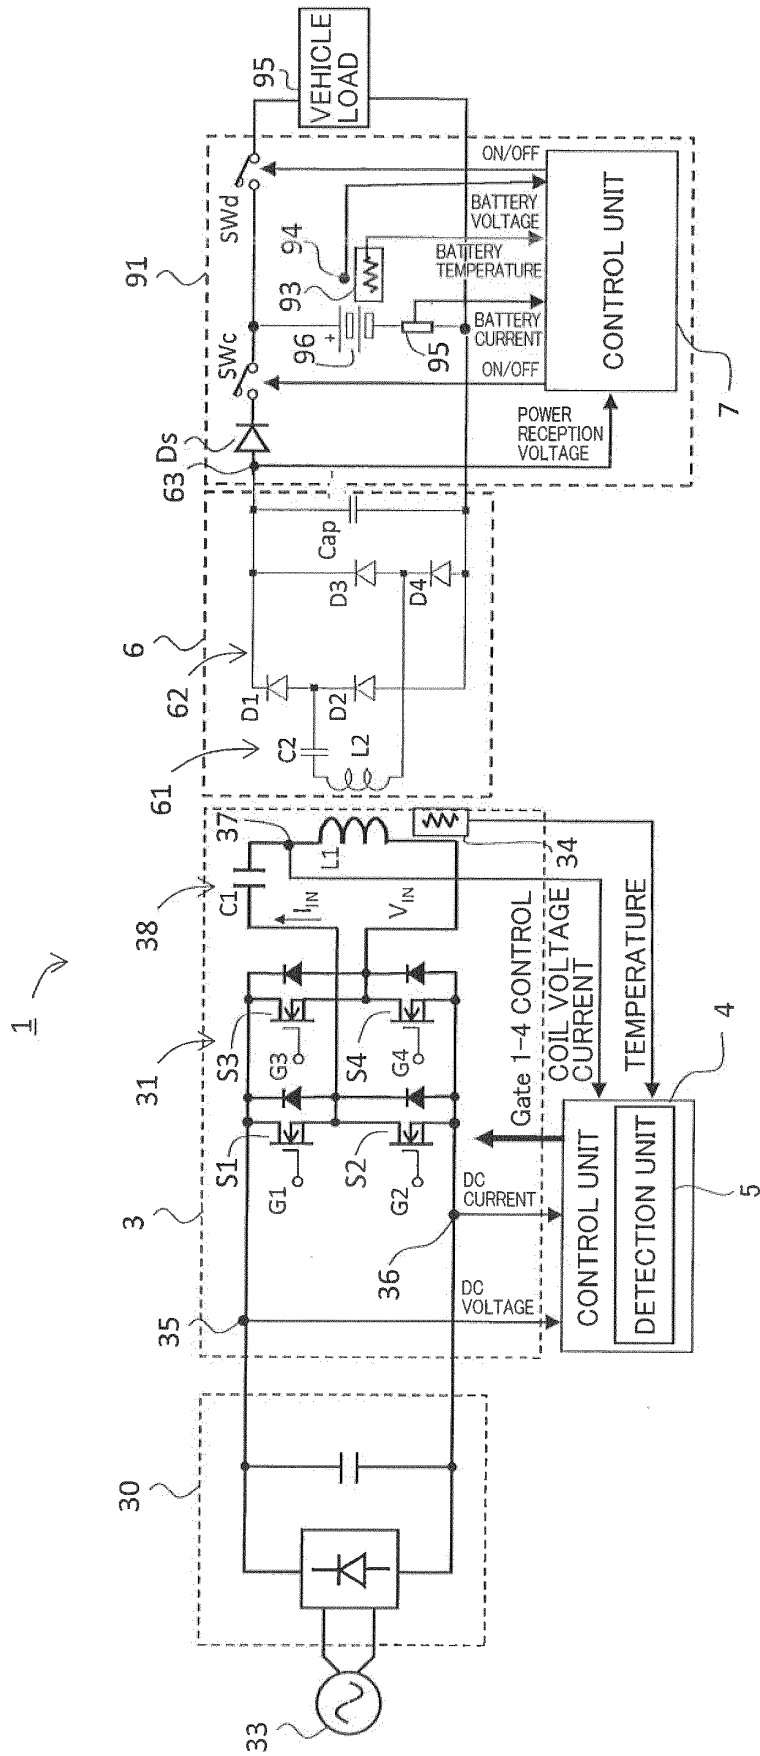 1
33
30
35
3
36
DC
VOLTAGE
DC
CURRENT
31
S1
G1
S2
G2
S3
G3
S4
G4
Gate 1-4 CONTROL
COIL VOLTAGE
CURRENT
TEMPERATURE
CONTROL UNIT
DETECTION UNIT
4
5
38
C1
37
L1
I_IN
V_IN
34
61
62
6
C2
L2
D1
D2
D3
D4
Cap
63
Ds
SWc
91
SWd
96
+
93
94
95
POWER
RECEPTION
VOLTAGE
ON/OFF
BATTERY
CURRENT
BATTERY
TEMPERATURE
BATTERY
VOLTAGE
ON/OFF
CONTROL UNIT
7
95
VEHICLE
LOAD